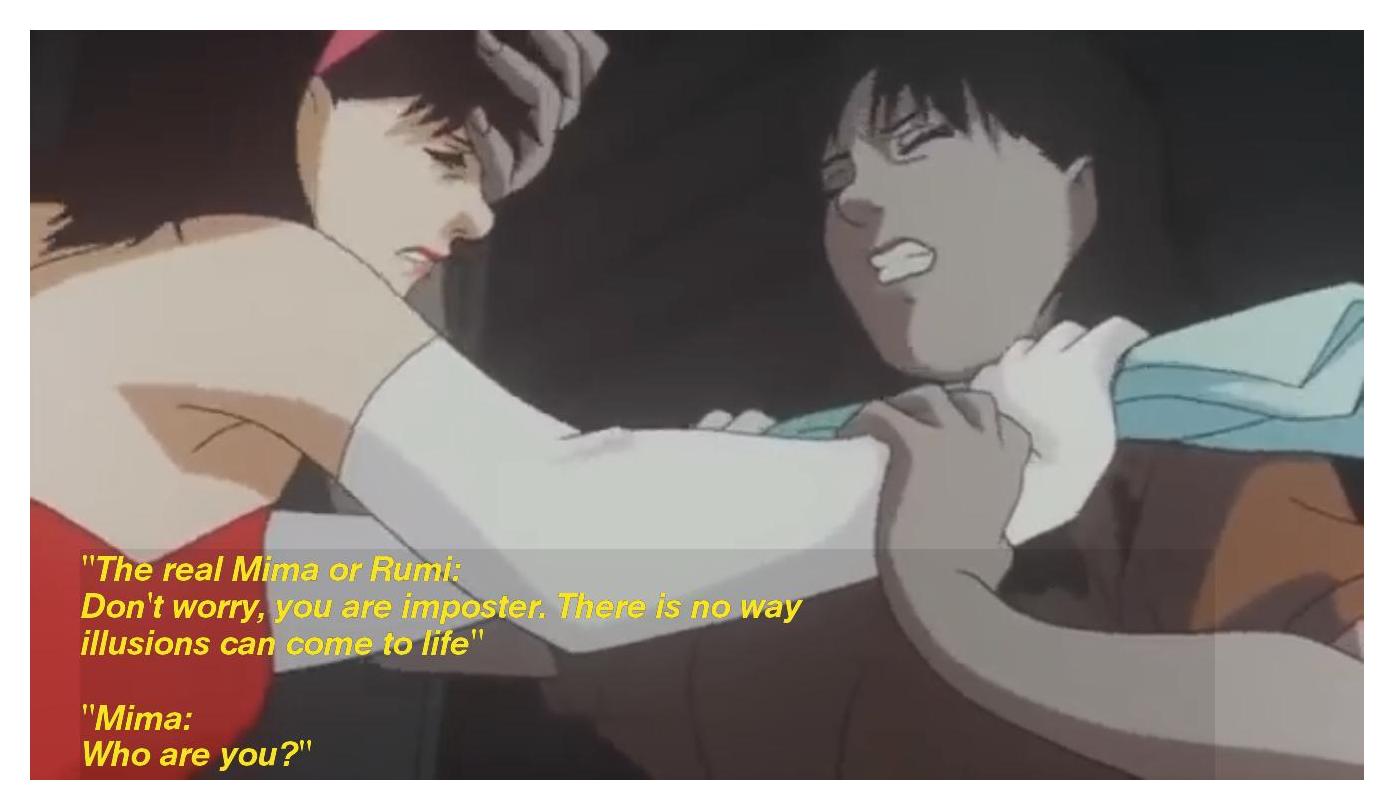 "The real Mima or Rumi:
Don't worry, you are imposter. There is no way
illusions can come to life"
"Mima:
Who are you?"